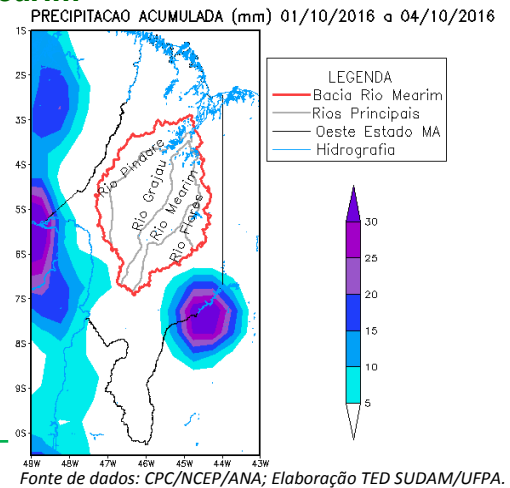 PRECIPITACAO ACUMULADA (mm) 01/10/2016 a 04/10/2016
1S
2S
3S
4S
5S
6S
7S
8S
9S
0S
49W 48W 47W 46W 45W 44W 43W
Rio Pindare
Rio Grajau
Rio Mearim
Rio Flores
LEGENDA
Bacia Rio Mearim
Rios Principais
Oeste Estado MA
Hidrografia
30
25
20
15
10
5
Fonte de dados: CPC/NCEP/ANA; Elaboração TED SUDAM/UFPA.